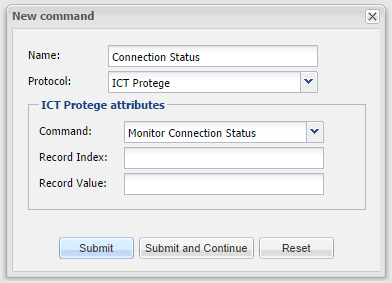 New command
Name: Connection Status
Protocol: ICT Protege
ICT Protege attributes
Command: Monitor Connection Status
Record Index:
Record Value:
Submit Submit and Continue Reset